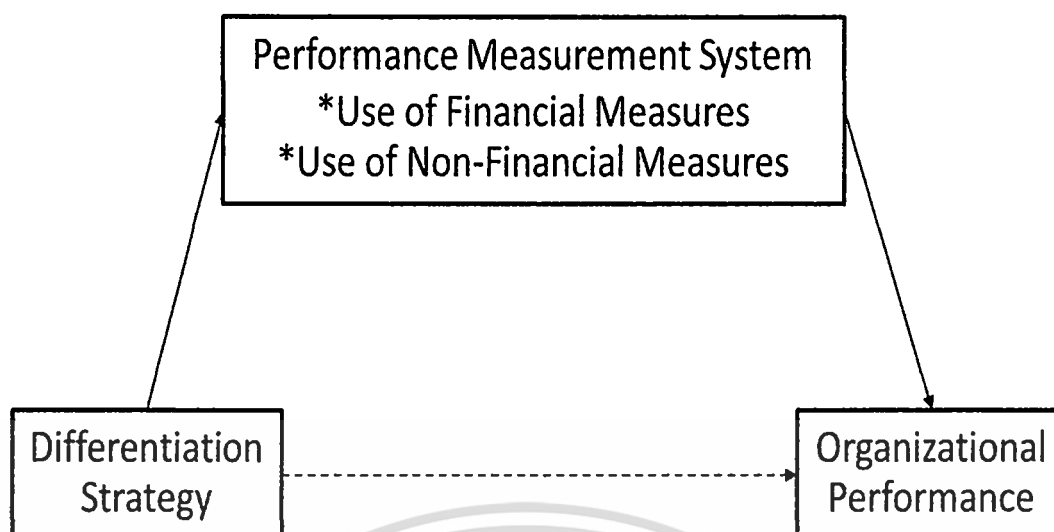 Performance Measurement System
*Use of Financial Measures
*Use of Non-Financial Measures
Differentiation
Strategy
Organizational
Performance